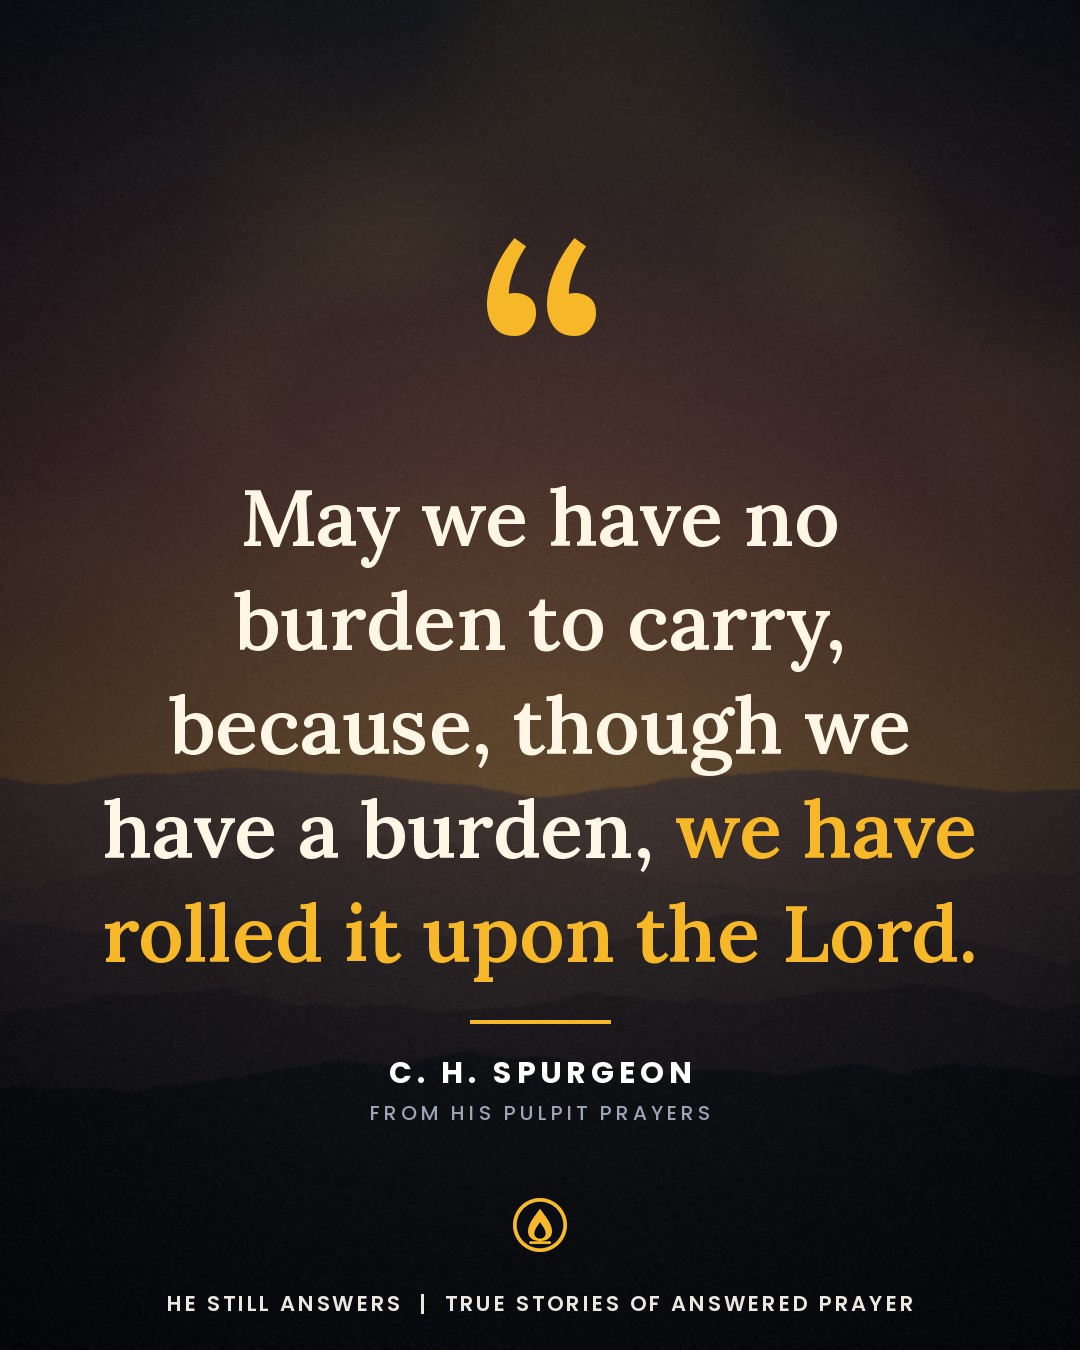 “
May we have no
burden to carry,
because, though we
have a burden, we have
rolled it upon the Lord.
C. H. SPURGEON
FROM HIS PULPIT PRAYERS
HE STILL ANSWERS | TRUE STORIES OF ANSWERED PRAYER